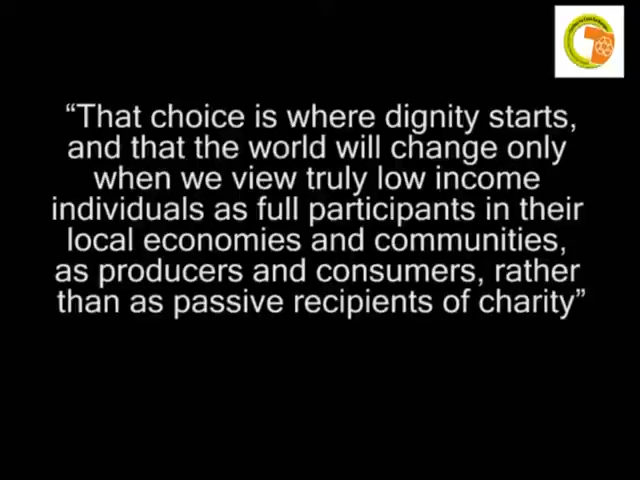 “That choice is where dignity starts,
and that the world will change only
when we view truly low income
individuals as full participants in their
local economies and communities,
as producers and consumers, rather
than as passive recipients of charity”